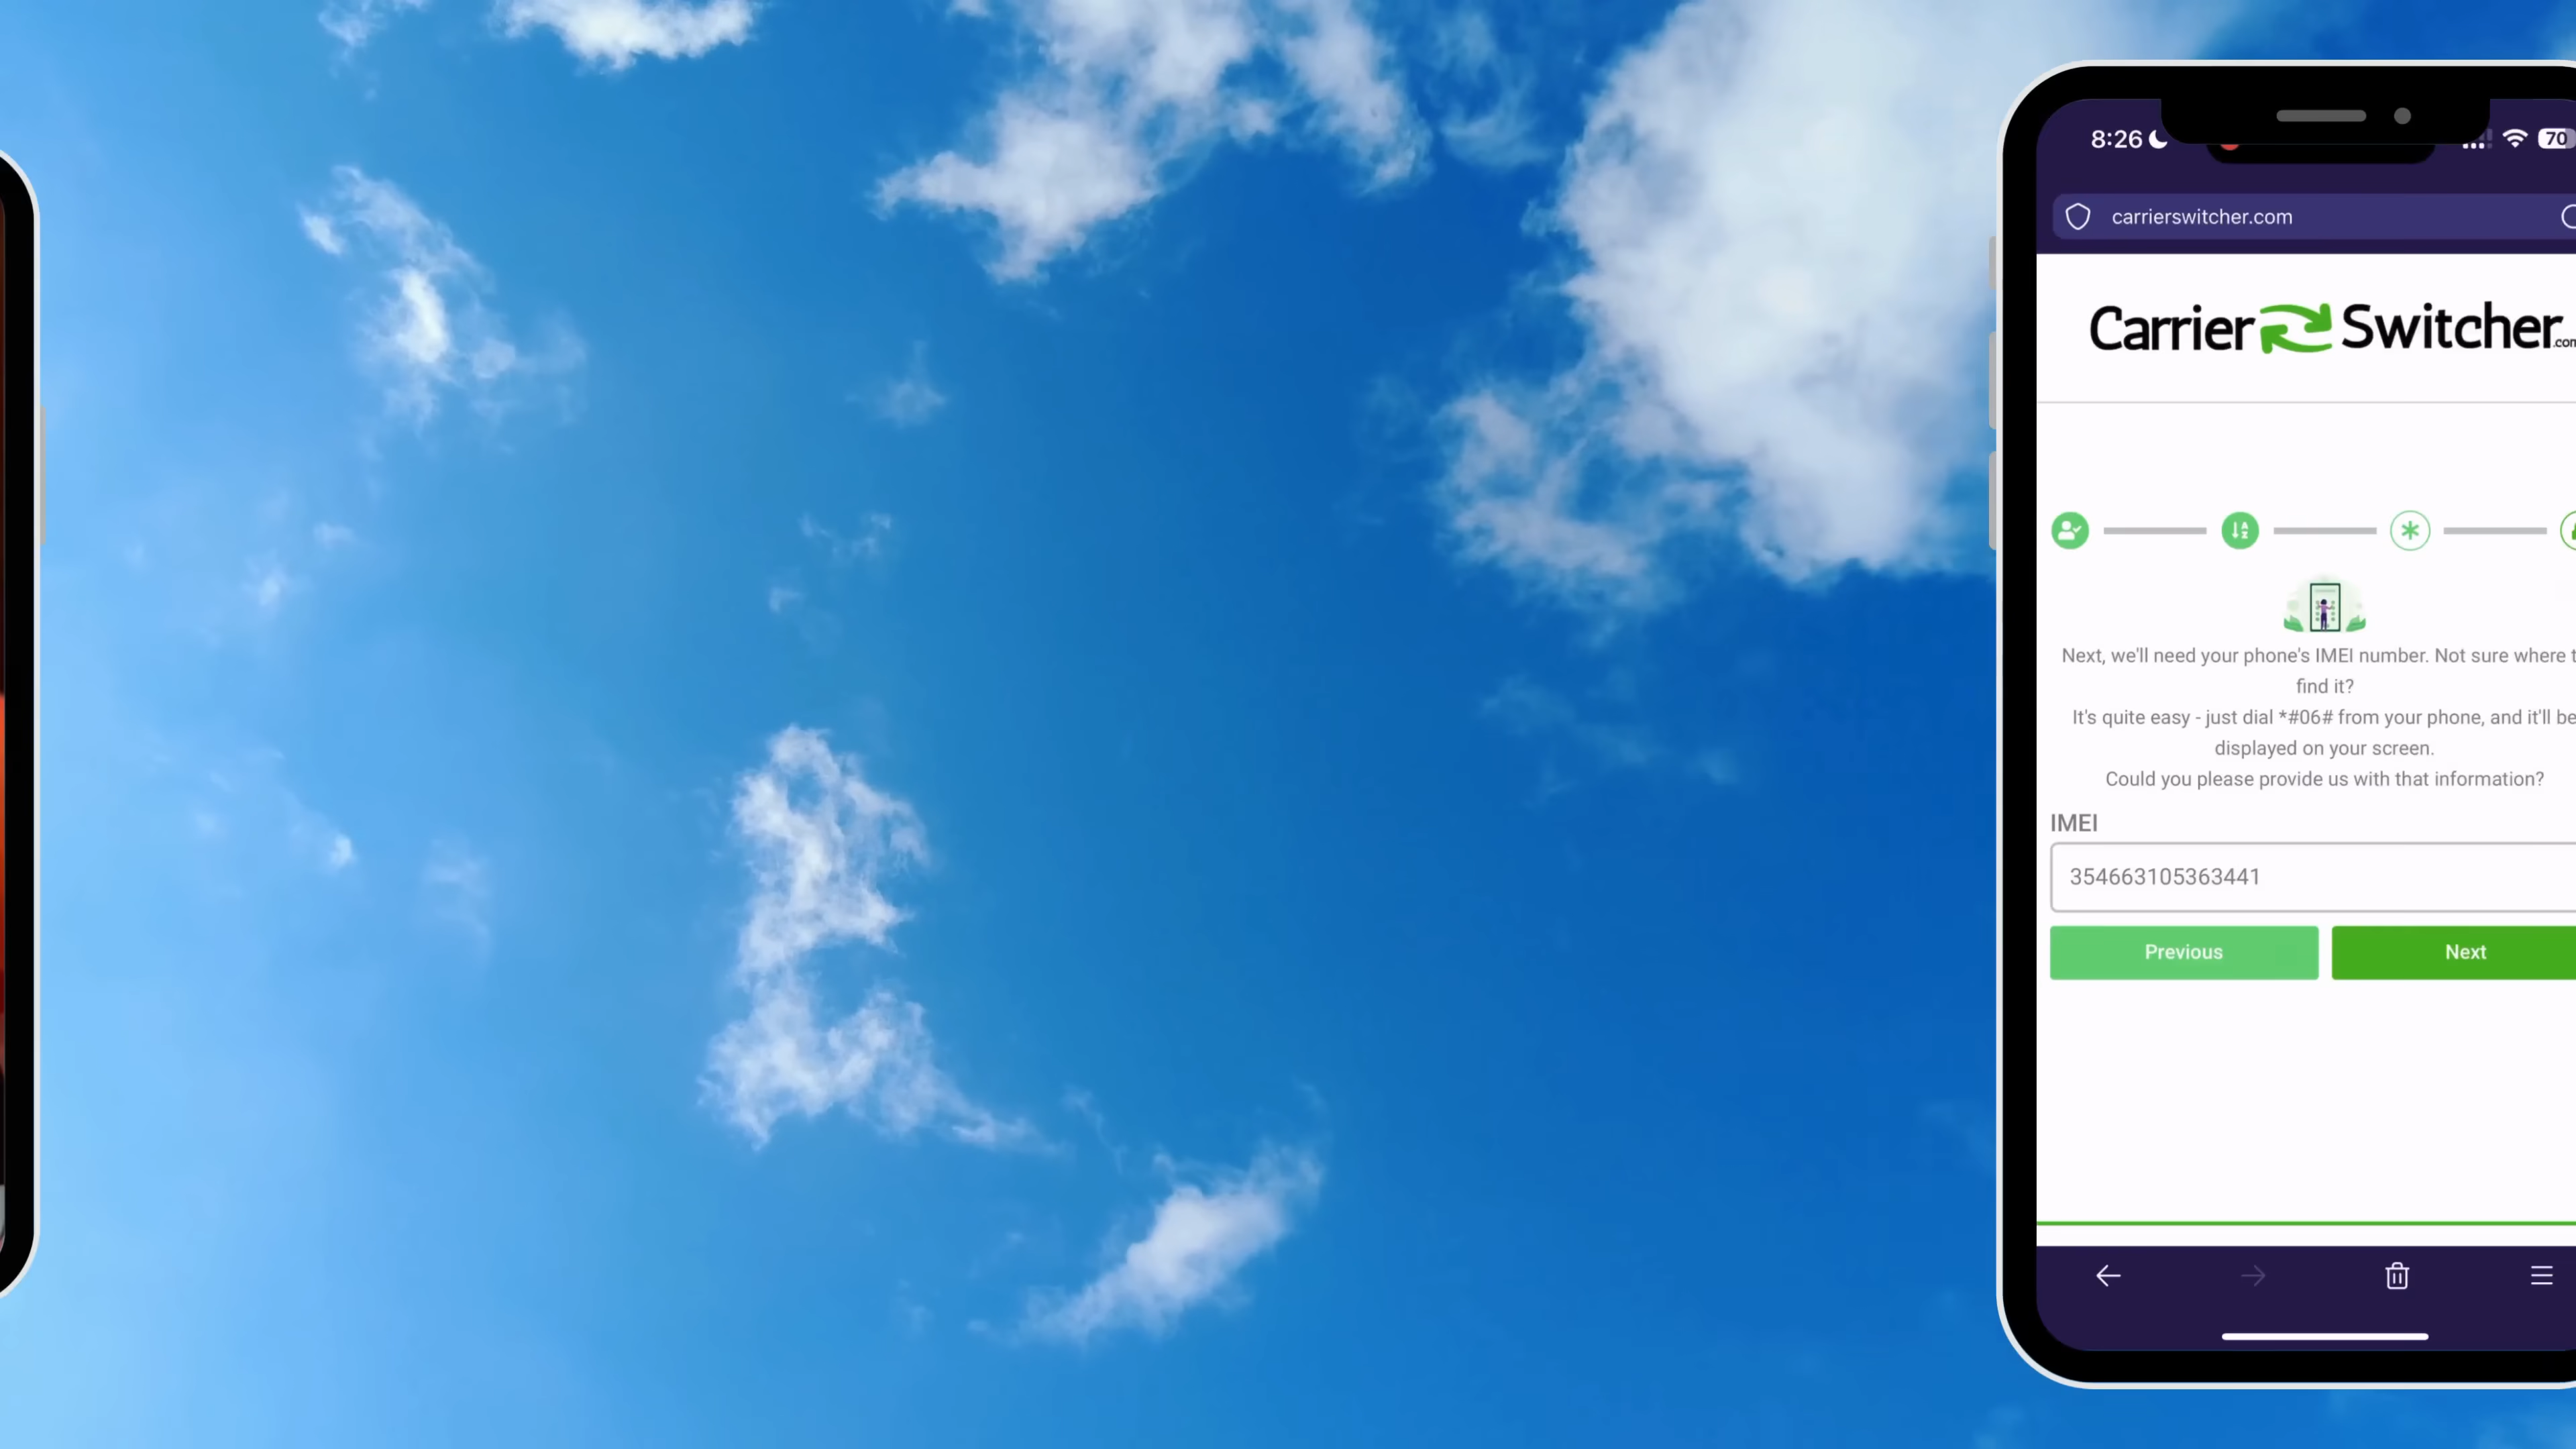 8:26
70
carrierswitcher.com
Carrier Switcher
Next, we'll need your phone's IMEI number. Not sure where
find it?
It's quite easy - just dial *#06# from your phone, and it'll be
displayed on your screen.
Could you please provide us with that information?
IMEI
354663105363441
Previous
Next